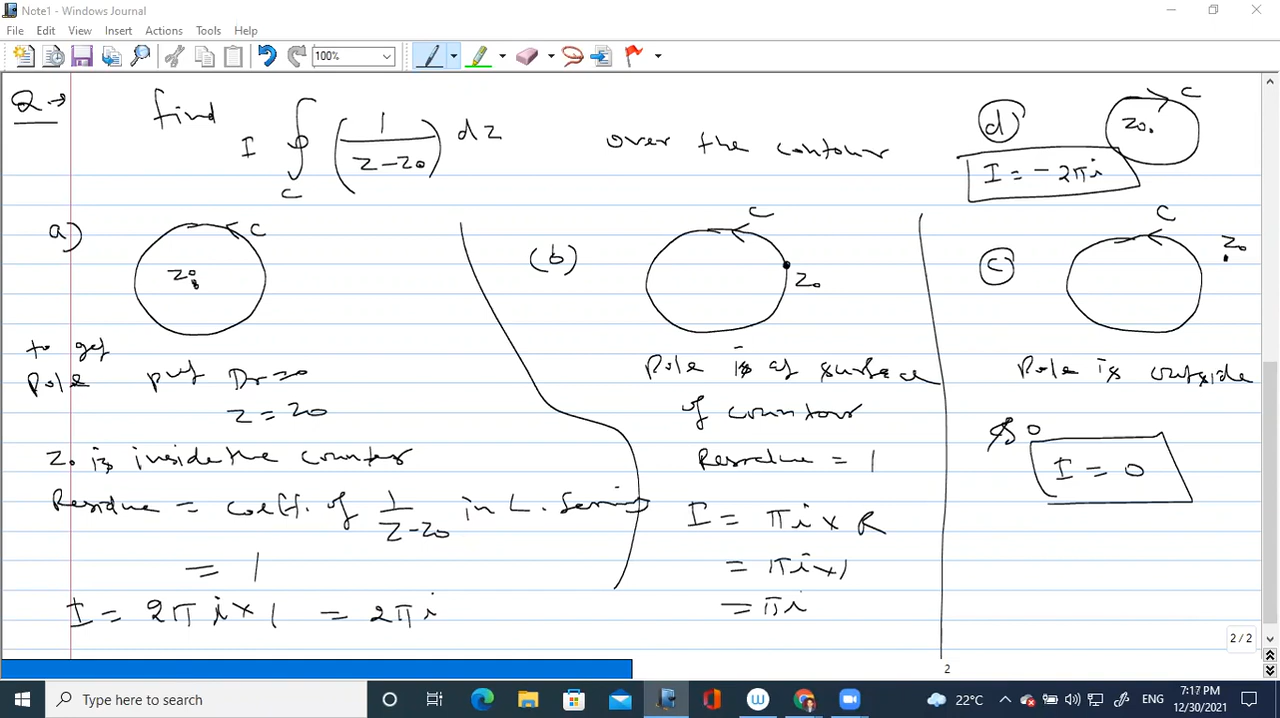 Note1 - Windows Journal
File Edit View Insert Actions Tools Help
100%
Q → find I ∮ ( 1 / (z - z0) ) dz over the contour
C
d) C
z0
I = - 2πi
a) C
z0
to get
Pole put Dr = 0
z = z0
z0 is inside the counter
Residue = coeff. of 1 / (z - z0) in L. Series
= 1
I = 2πi × 1 = 2πi
(b) C
z0
Pole is at surface
of countour
Residue = 1
I = πi × R
= πi × 1
= πi
(c) C
z0
Pole is outside
So
I = 0
2 / 2
2
Type here to search
22°C ENG 7:17 PM
12/30/2021